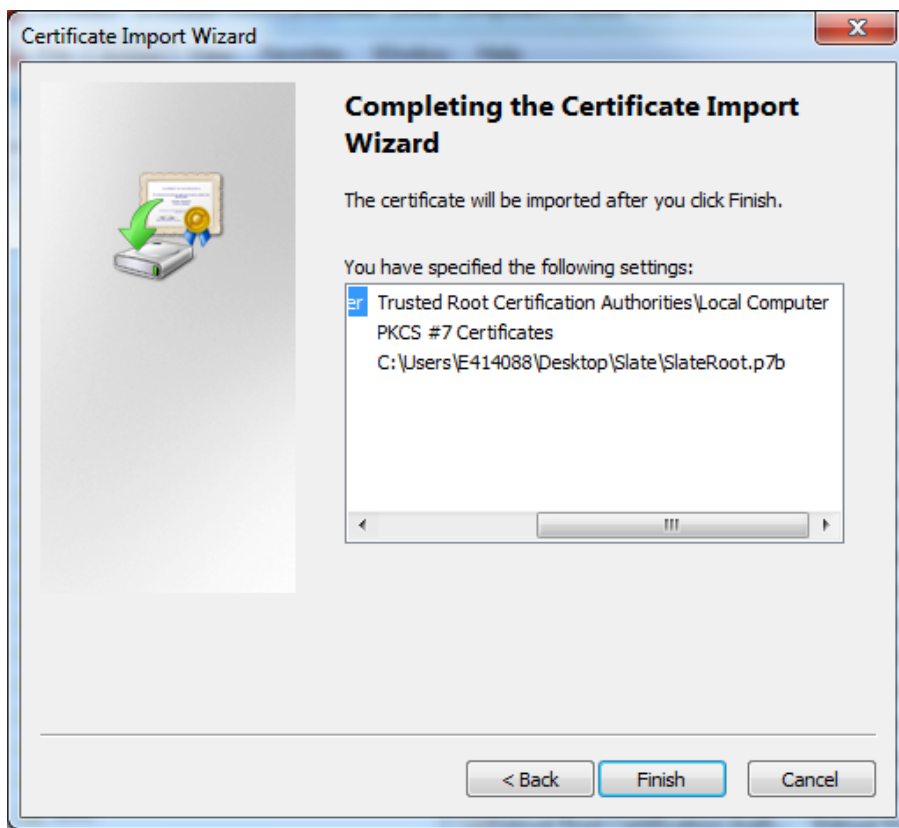 Certificate Import Wizard
Completing the Certificate Import
Wizard
The certificate will be imported after you click Finish.
You have specified the following settings:
er Trusted Root Certification Authorities\Local Computer
PKCS #7 Certificates
C:\Users\E414088\Desktop\Slate\SlateRoot.p7b
< Back Finish Cancel